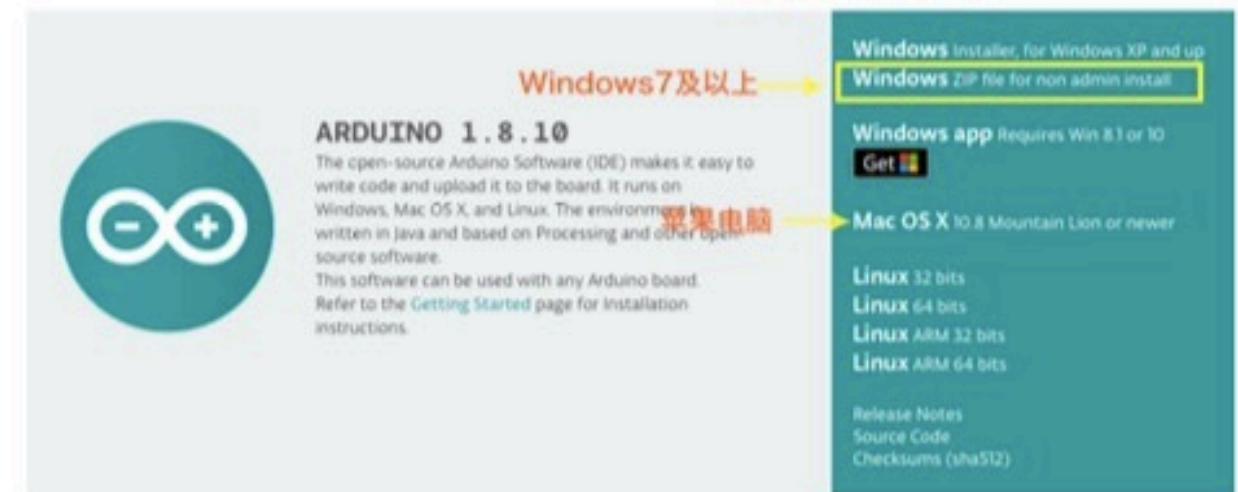 Windows7及以上
ARDUINO 1.8.10
The open-source Arduino Software (IDE) makes it easy to
write code and upload it to the board. It runs on
Windows, Mac OS X, and Linux. The environment is
written in Java and based on Processing and other open-
source software.
This software can be used with any Arduino board.
Refer to the Getting Started page for Installation
instructions.
苹果电脑
Windows Installer, for Windows XP and up
Windows ZIP file for non admin install
Windows app Requires Win 8.1 or 10
Get
Mac OS X 10.8 Mountain Lion or newer
Linux 32 bits
Linux 64 bits
Linux ARM 32 bits
Linux ARM 64 bits
Release Notes
Source Code
Checksums (sha512)